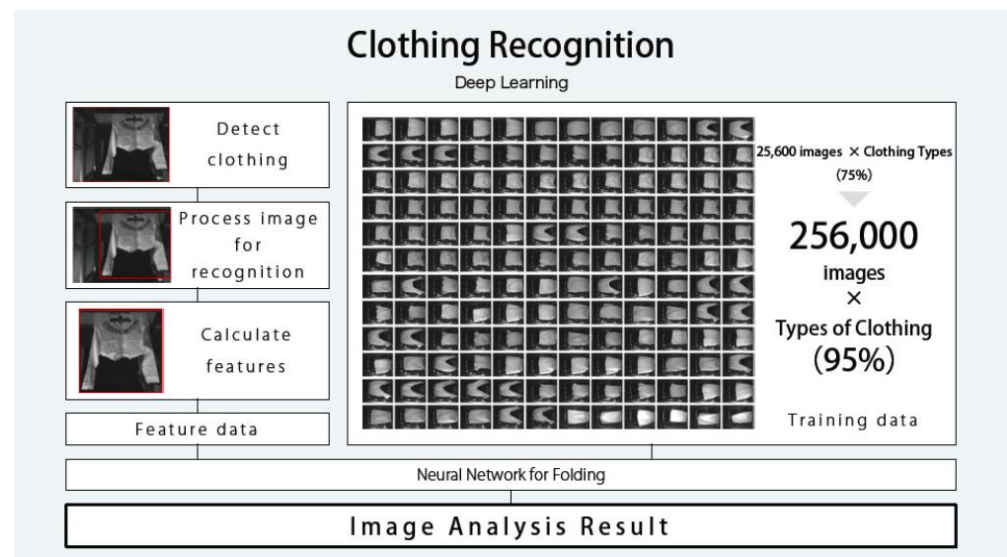 Clothing Recognition
Deep Learning
Detect
clothing
Process image
for
recognition
Calculate
features
Feature data
25,600 images × Clothing Types
(75%)
256,000
images
×
Types of Clothing
(95%)
Training data
Neural Network for Folding
Image Analysis Result